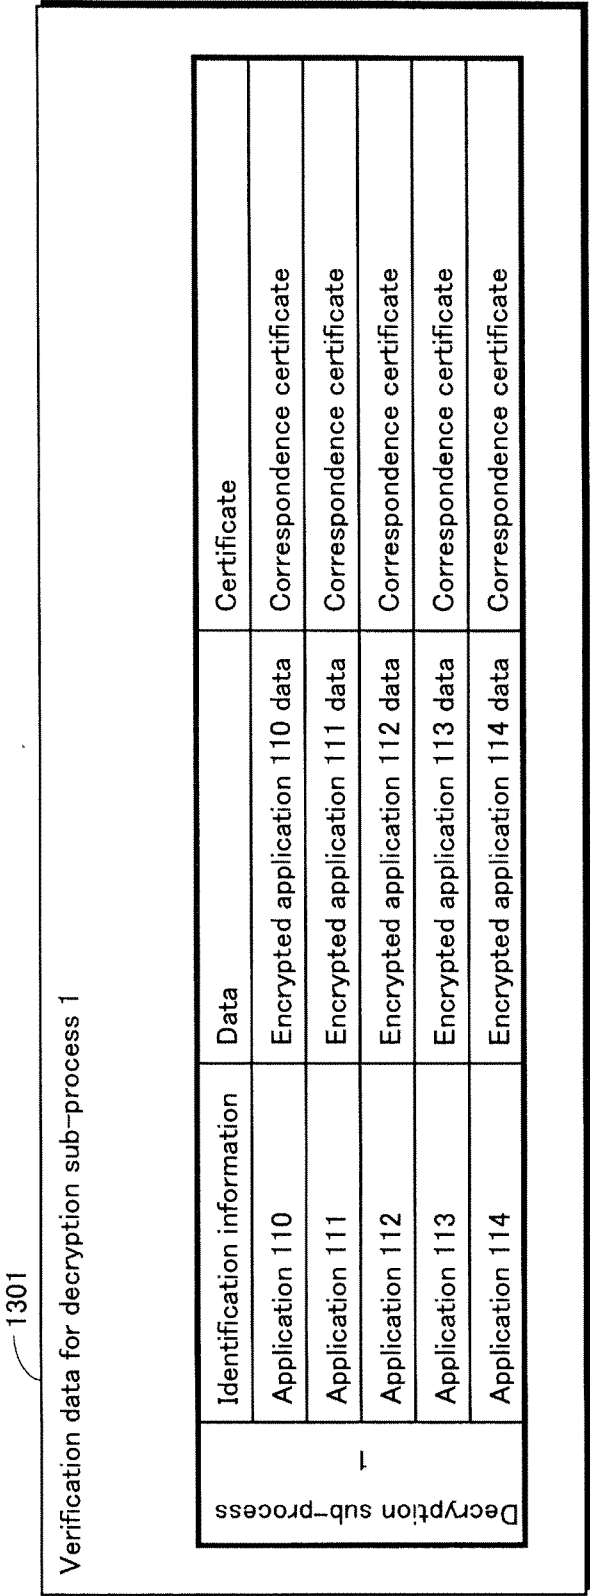 1301
Verification data for decryption sub-process 1
Identification information Data Certificate
Decryption sub-process 1
Application 110 Encrypted application 110 data Correspondence certificate
Application 111 Encrypted application 111 data Correspondence certificate
Application 112 Encrypted application 112 data Correspondence certificate
Application 113 Encrypted application 113 data Correspondence certificate
Application 114 Encrypted application 114 data Correspondence certificate